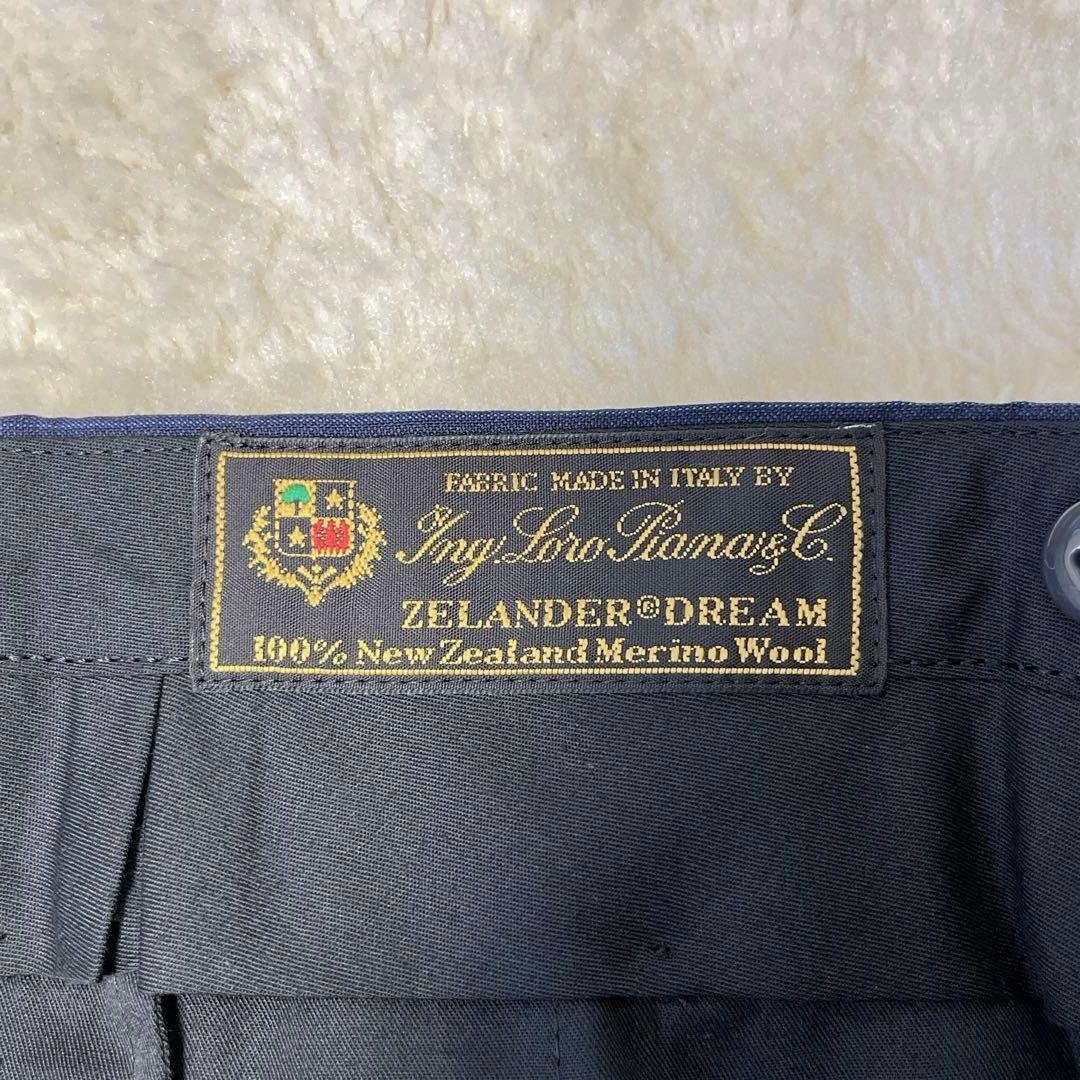 FABRIC MADE IN ITALY BY
Ing. Loro Piana & C.
ZELANDER®DREAM
100% New Zealand Merino Wool